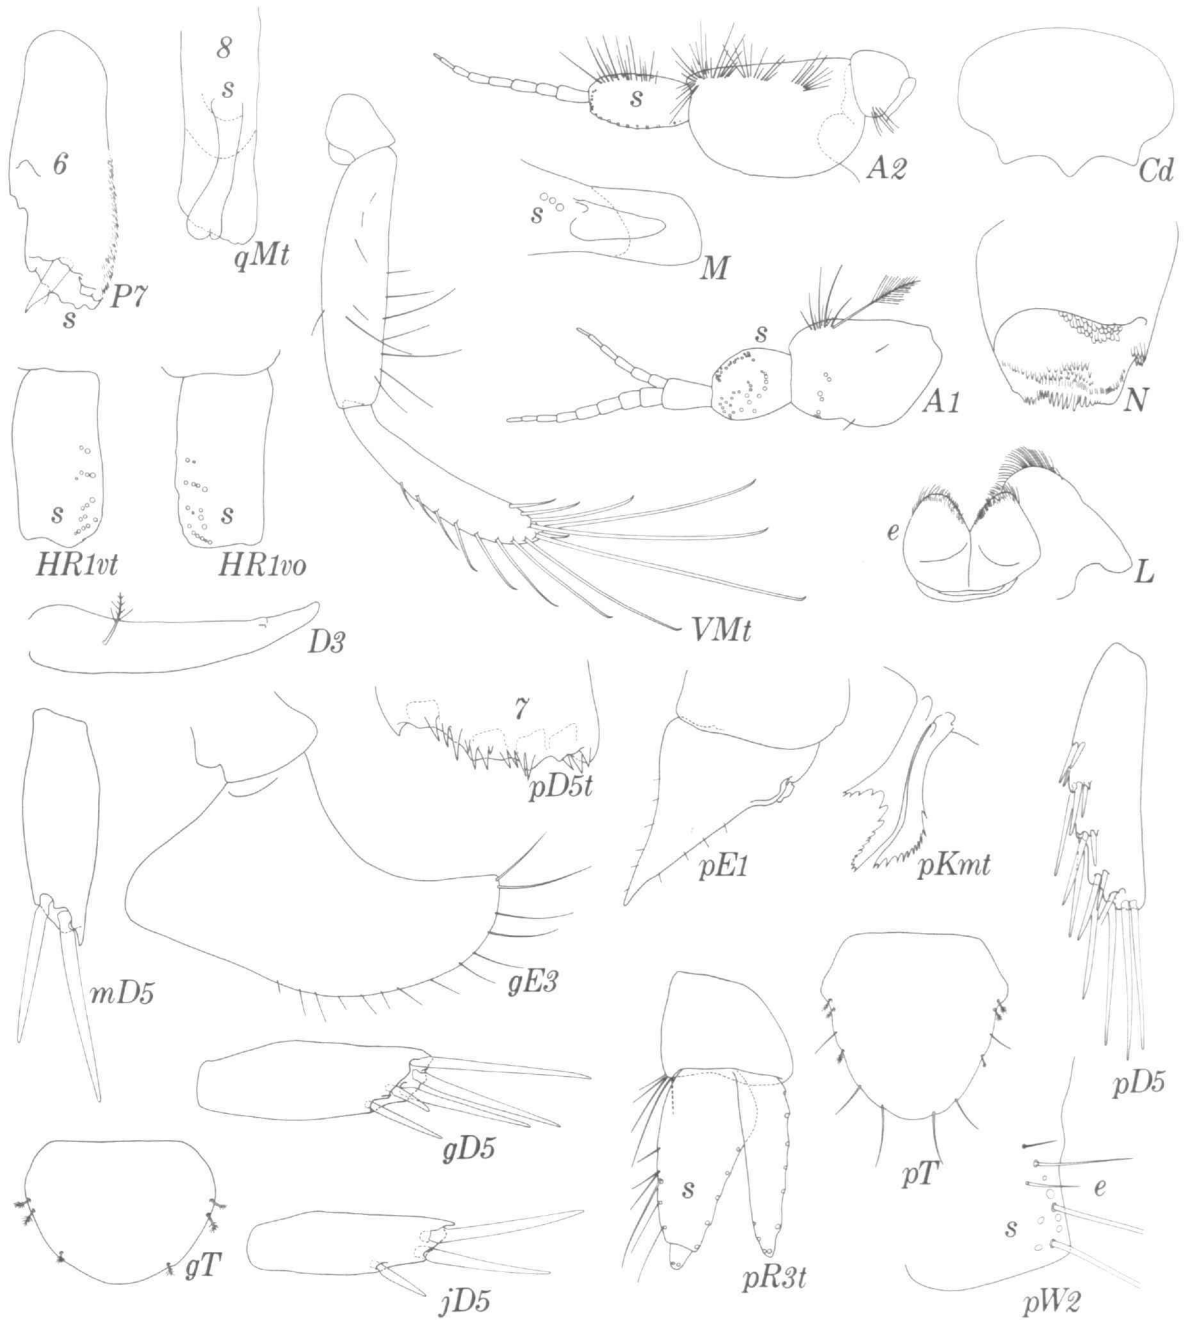 8
s
6
qMt
P7
s
s
A2
Cd
s
M
s
A1
N
s
HR1vt
s
HR1vo
e
L
VMt
D3
7
pD5t
pE1
pKmt
mD5
gE3
pD5
gD5
pT
s
pR3t
e
s
pW2
gT
jD5